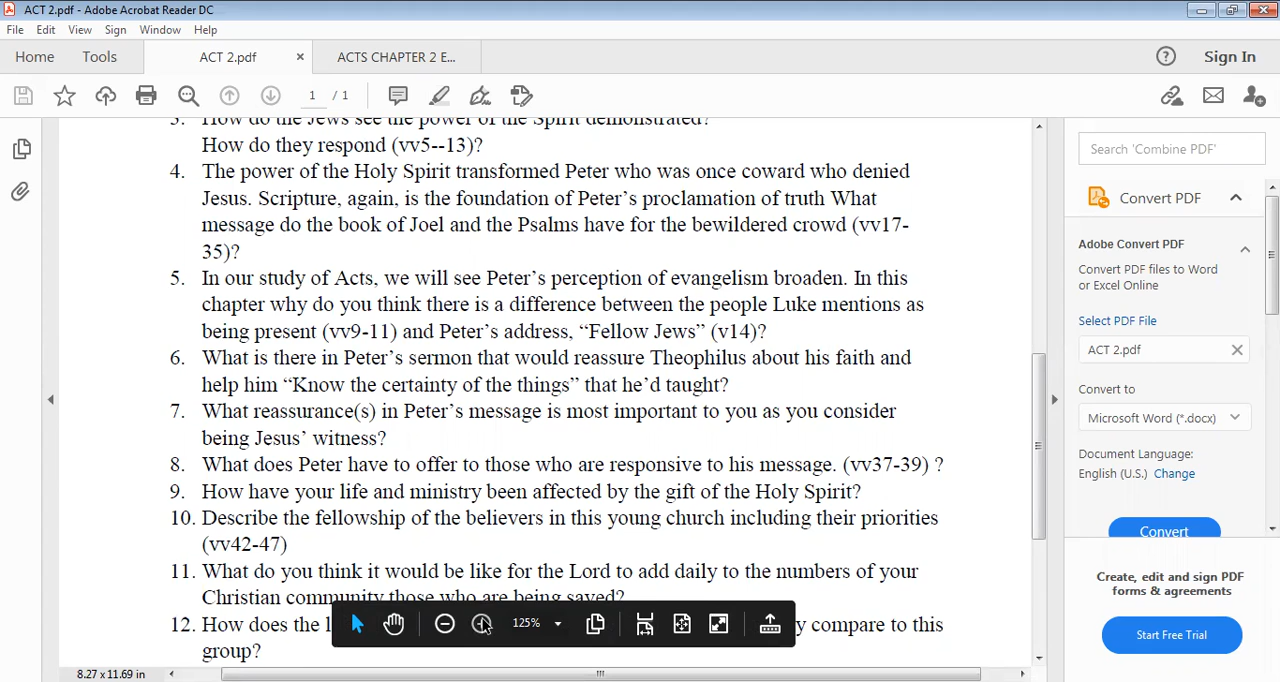 ACT 2.pdf - Adobe Acrobat Reader DC
File Edit View Sign Window Help
Home Tools ACT 2.pdf × ACTS CHAPTER 2 E... Sign In
1 / 1
3. How do the Jews see the power of the Spirit demonstrated?
How do they respond (vv5--13)?
4. The power of the Holy Spirit transformed Peter who was once coward who denied
Jesus. Scripture, again, is the foundation of Peter's proclamation of truth What
message do the book of Joel and the Psalms have for the bewildered crowd (vv17-
35)?
5. In our study of Acts, we will see Peter's perception of evangelism broaden. In this
chapter why do you think there is a difference between the people Luke mentions as
being present (vv9-11) and Peter's address, “Fellow Jews” (v14)?
6. What is there in Peter's sermon that would reassure Theophilus about his faith and
help him “Know the certainty of the things” that he'd taught?
7. What reassurance(s) in Peter's message is most important to you as you consider
being Jesus' witness?
8. What does Peter have to offer to those who are responsive to his message. (vv37-39) ?
9. How have your life and ministry been affected by the gift of the Holy Spirit?
10. Describe the fellowship of the believers in this young church including their priorities
(vv42-47)
11. What do you think it would be like for the Lord to add daily to the numbers of your
Christian community those who are being saved?
12. How does the
y compare to this
group?
125%
8.27 x 11.69 in
Search 'Combine PDF'
Convert PDF
Adobe Convert PDF
Convert PDF files to Word
or Excel Online
Select PDF File
ACT 2.pdf
Convert to
Microsoft Word (*.docx)
Document Language:
English (U.S.) Change
Convert
Create, edit and sign PDF
forms & agreements
Start Free Trial